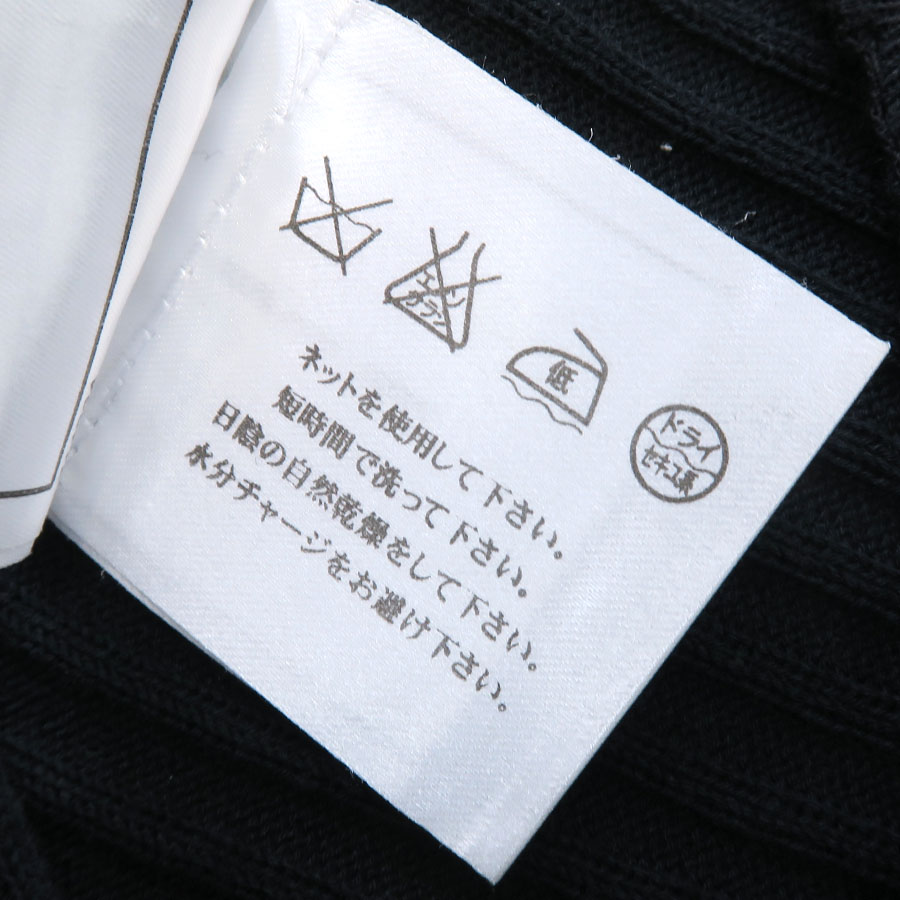 エンソ
カラン
低
ドライ
セキユ系
ネットを使用して下さい。
短時間で洗って下さい。
日陰の自然乾燥をして下さい。
水分チャージをお避け下さい。